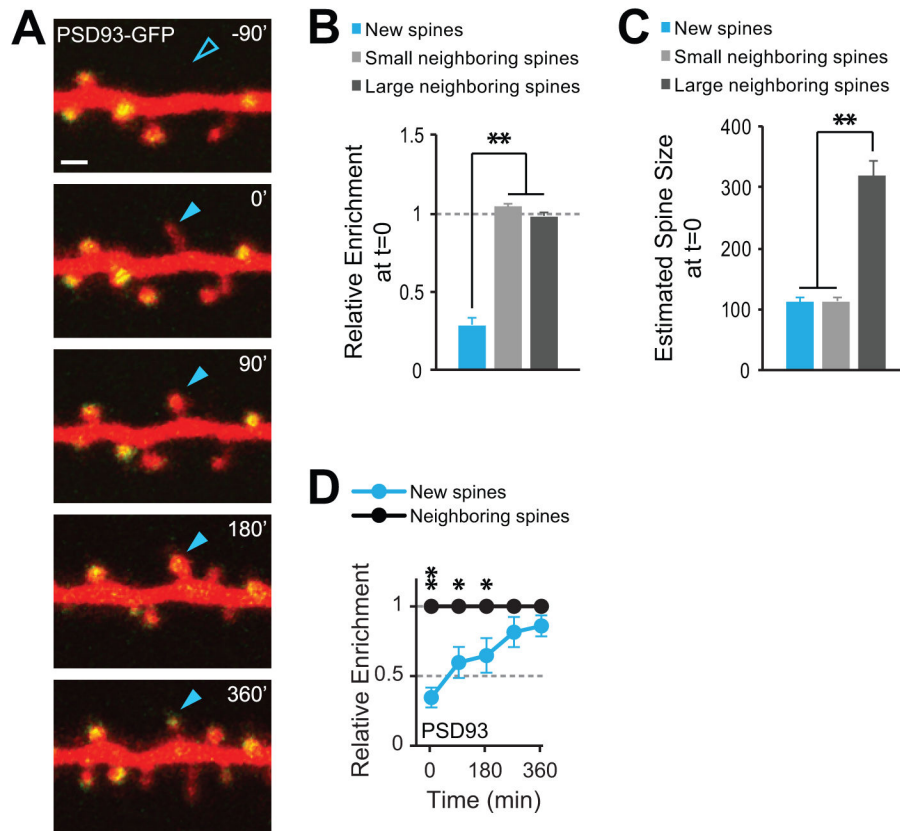 A
PSD93-GFP
-90’
0’
90’
180’
360’
B
New spines
Small neighboring spines
Large neighboring spines
Relative Enrichment
at t=0
1.5
1
0.5
0
**
C
New spines
Small neighboring spines
Large neighboring spines
Estimated Spine Size
at t=0
400
300
200
100
0
**
D
New spines
Neighboring spines
Relative Enrichment
1
0.5
0
**
*
*
PSD93
0 180 360
Time (min)